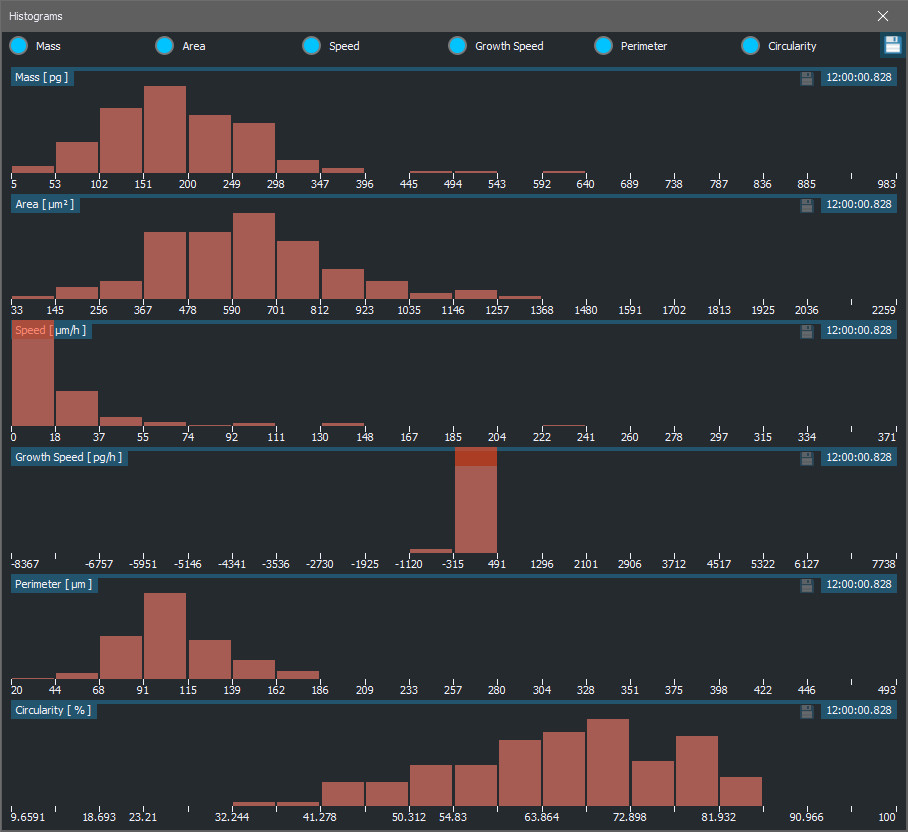 Histograms
Mass Area Speed Growth Speed Perimeter Circularity
Mass [ pg ] 12:00:00.828
5 53 102 151 200 249 298 347 396 445 494 543 592 640 689 738 787 836 885 983
Area [ µm² ] 12:00:00.828
33 145 256 367 478 590 701 812 923 1035 1146 1257 1368 1480 1591 1702 1813 1925 2036 2259
Speed [ µm/h ] 12:00:00.828
0 18 37 55 74 92 111 130 148 167 185 204 222 241 260 278 297 315 334 371
Growth Speed [ pg/h ] 12:00:00.828
-8367 -6757 -5951 -5146 -4341 -3536 -2730 -1925 -1120 -315 491 1296 2101 2906 3712 4517 5322 6127 7738
Perimeter [ µm ] 12:00:00.828
20 44 68 91 115 139 162 186 209 233 257 280 304 328 351 375 398 422 446 493
Circularity [ % ] 12:00:00.828
9.6591 18.693 23.21 32.244 41.278 50.312 54.83 63.864 72.898 81.932 90.966 100